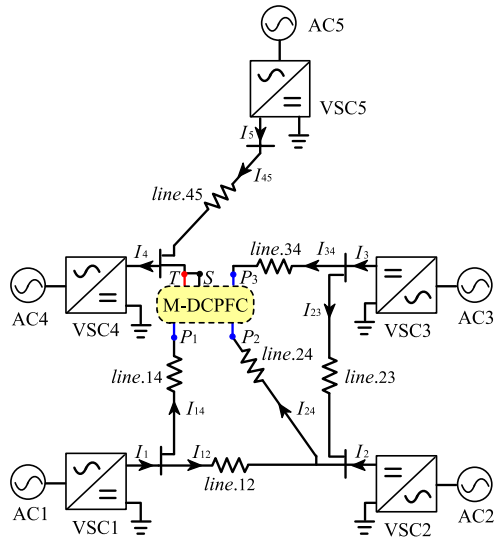 AC5
VSC5
I5
I45
line.45
I4
T S P3
line.34
I34
I3
M-DCPFC
AC4
VSC4
VSC3
AC3
I23
P1
P2
line.24
line.14
line.23
I14
I24
I1
I12
I2
line.12
AC1
VSC1
VSC2
AC2